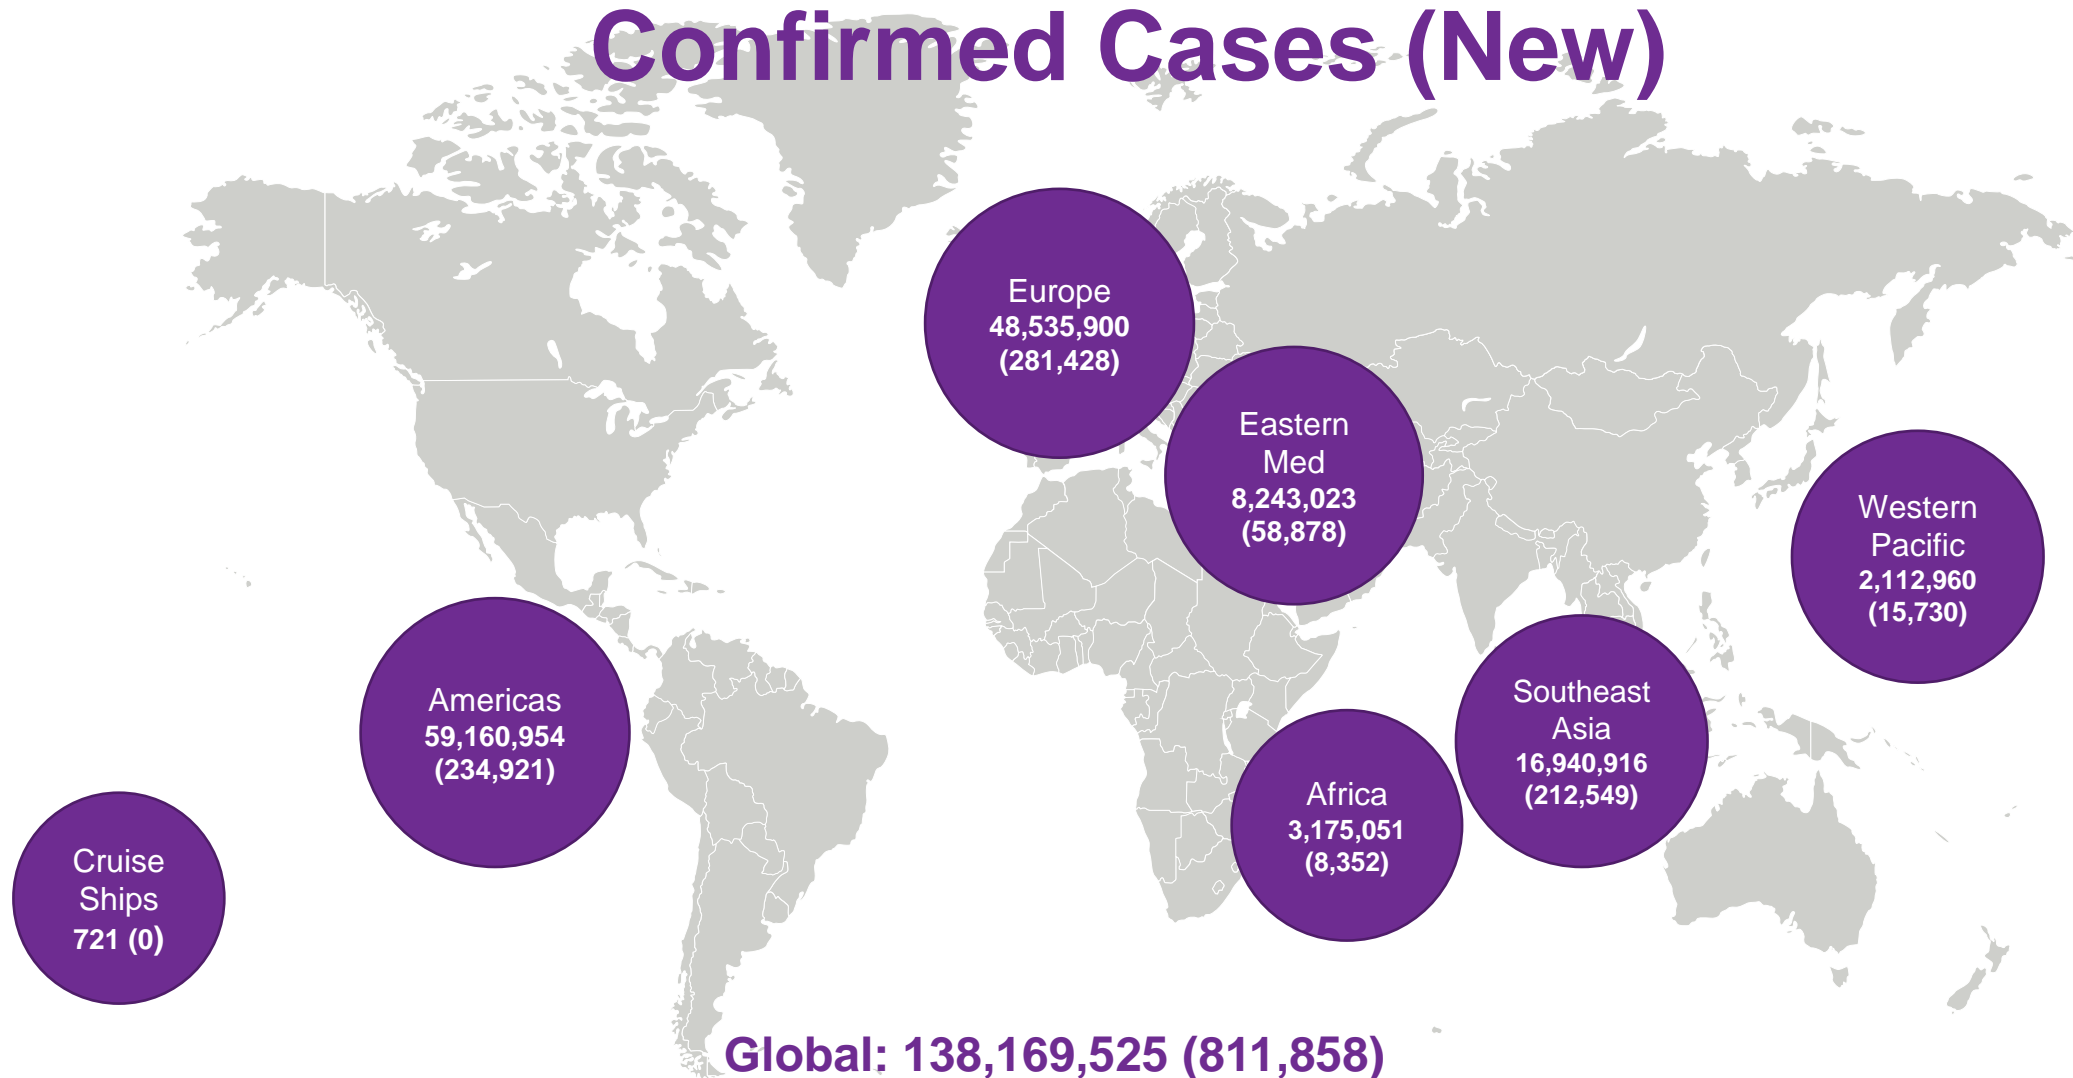 Confirmed Cases (New)
Europe
48,535,900
(281,428)
Eastern
Med
8,243,023
(58,878)
Western
Pacific
2,112,960
(15,730)
Americas
59,160,954
(234,921)
Southeast
Asia
16,940,916
(212,549)
Africa
3,175,051
(8,352)
Cruise
Ships
721 (0)
Global: 138,169,525 (811,858)